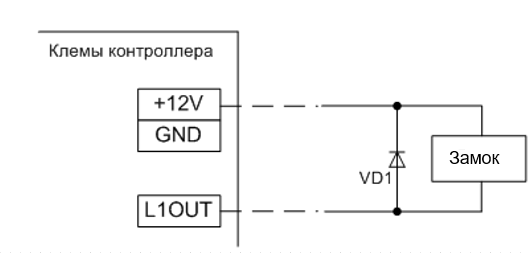 Клемы контроллера
+12V
GND
Замок
VD1
L1OUT